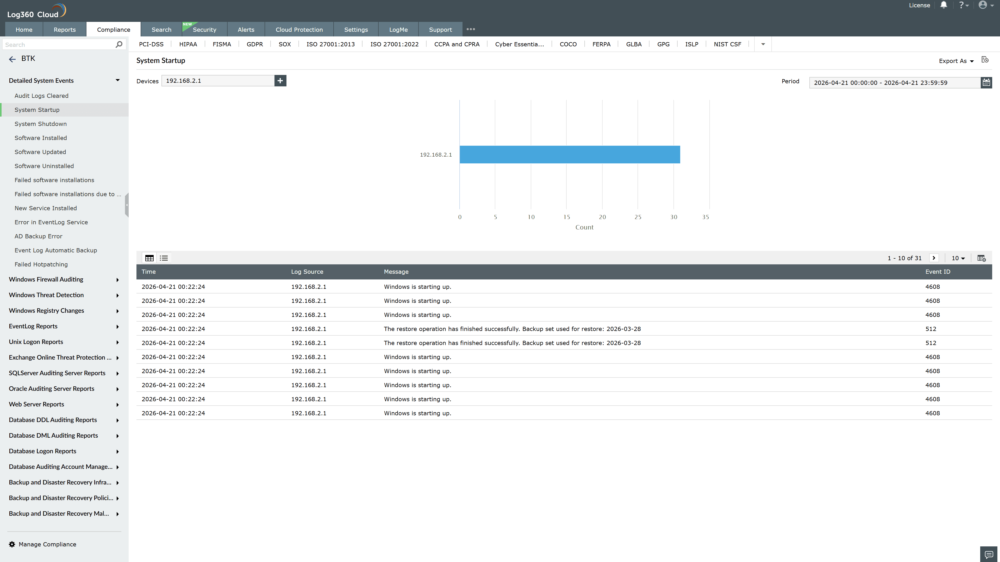 License
?
Log360 Cloud
Home
Reports
Compliance
Search
NEW
Security
Alerts
Cloud Protection
Settings
LogMe
Support
Search
PCI-DSS
HIPAA
FISMA
GDPR
SOX
ISO 27001:2013
ISO 27001:2022
CCPA and CPRA
Cyber Essentia...
COCO
FERPA
GLBA
GPG
ISLP
NIST CSF
BTK
Detailed System Events
Audit Logs Cleared
System Startup
System Shutdown
Software Installed
Software Updated
Software Uninstalled
Failed software installations
Failed software installations due to ...
New Service Installed
Error in EventLog Service
AD Backup Error
Event Log Automatic Backup
Failed Hotpatching
Windows Firewall Auditing
Windows Threat Detection
Windows Registry Changes
EventLog Reports
Unix Logon Reports
Exchange Online Threat Protection ...
SQLServer Auditing Server Reports
Oracle Auditing Server Reports
Web Server Reports
Database DDL Auditing Reports
Database DML Auditing Reports
Database Logon Reports
Database Auditing Account Manage...
Backup and Disaster Recovery Infra...
Backup and Disaster Recovery Polici...
Backup and Disaster Recovery Mal...
Manage Compliance
System Startup
Export As
Devices 192.168.2.1 +
Period 2026-04-21 00:00:00 - 2026-04-21 23:59:59
192.168.2.1
0 5 10 15 20 25 30 35
Count
1 - 10 of 31 10
Time Log Source Message Event ID
2026-04-21 00:22:24 192.168.2.1 Windows is starting up. 4608
2026-04-21 00:22:24 192.168.2.1 Windows is starting up. 4608
2026-04-21 00:22:24 192.168.2.1 Windows is starting up. 4608
2026-04-21 00:22:24 192.168.2.1 The restore operation has finished successfully. Backup set used for restore: 2026-03-28 512
2026-04-21 00:22:24 192.168.2.1 The restore operation has finished successfully. Backup set used for restore: 2026-03-28 512
2026-04-21 00:22:24 192.168.2.1 Windows is starting up. 4608
2026-04-21 00:22:24 192.168.2.1 Windows is starting up. 4608
2026-04-21 00:22:24 192.168.2.1 Windows is starting up. 4608
2026-04-21 00:22:24 192.168.2.1 Windows is starting up. 4608
2026-04-21 00:22:24 192.168.2.1 Windows is starting up. 4608